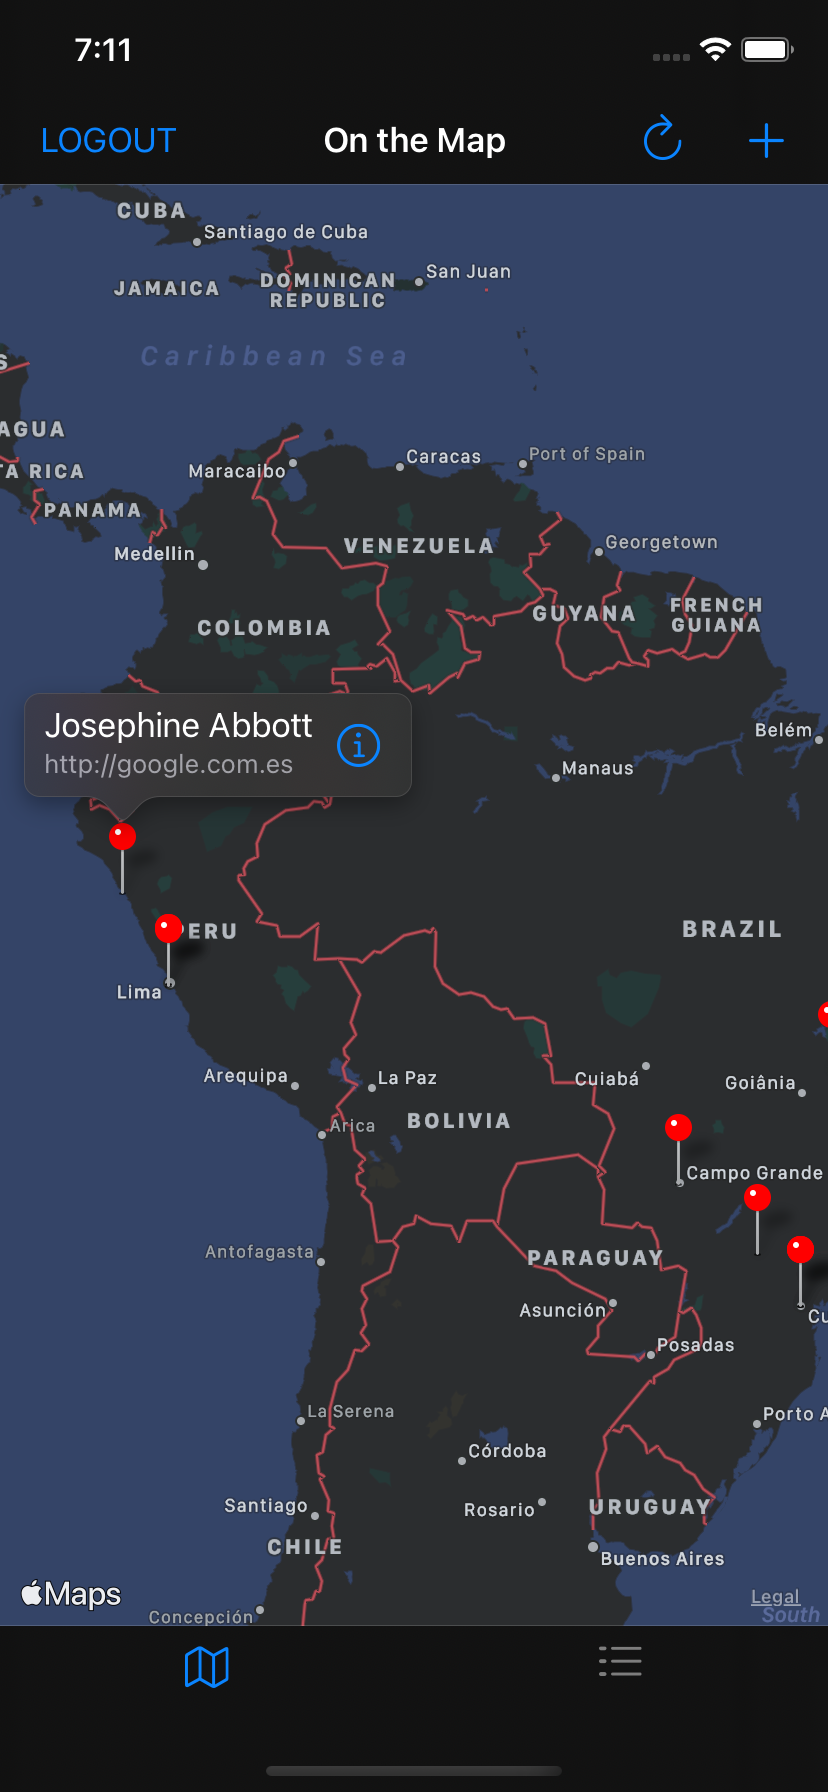 7:11
LOGOUT
On the Map
CUBA
Santiago de Cuba
JAMAICA
DOMINICAN
REPUBLIC
San Juan
Caribbean Sea
S
AGUA
TA RICA
PANAMA
Maracaibo
Caracas
Port of Spain
Medellin
VENEZUELA
Georgetown
COLOMBIA
GUYANA
FRENCH
GUIANA
Josephine Abbott
http://google.com.es
Belém
Manaus
ERU
BRAZIL
Lima
Arequipa
La Paz
Cuiabá
Goiânia
Arica
BOLIVIA
Campo Grande
Antofagasta
PARAGUAY
Asunción
Cu
Posadas
La Serena
Porto A
Córdoba
Santiago
Rosario
URUGUAY
CHILE
Buenos Aires
Maps
Legal
South
Concepción